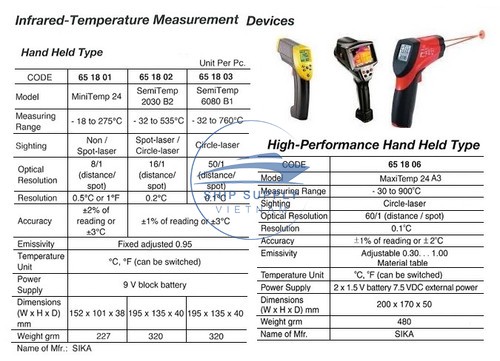 Infrared-Temperature Measurement Devices
Hand Held Type
Unit Per Pc.
CODE 65 18 01 65 18 02 65 18 03
Model MiniTemp 24 SemiTemp 2030 B2 SemiTemp 6080 B1
Measuring Range - 18 to 275°C - 32 to 535°C - 32 to 760°C
Sighting Non / Spot-laser Spot-laser / Circle-laser Circle-laser
Optical Resolution 8/1 (distance/ spot) 16/1 (distance/ spot) 50/1 (distance/ spot)
Resolution 0.5°C or 1°F 0.2°C 0.1°C
Accuracy ±2% of reading or ±3°C ±1% of reading or ±3°C
Emissivity Fixed adjusted 0.95
Temperature Unit °C, °F (can be switched)
Power Supply 9 V block battery
Dimensions (W x H x D) mm 152 x 101 x 38 195 x 135 x 40 195 x 135 x 40
Weight grm 227 320 320
Name of Mfr.: SIKA
High-Performance Hand Held Type
CODE 65 18 06
Model MaxiTemp 24 A3
Measuring Range - 30 to 900°C
Sighting Circle-laser
Optical Resolution 60/1 (distance / spot)
Resolution 0.1°C
Accuracy ±1% of reading or ±2°C
Emissivity Adjustable 0.30. . . 1.00 Material table
Temperature Unit °C, °F (can be switched)
Power Supply 2 x 1.5 V battery 7.5 VDC external power
Dimensions (W x H x D) mm 200 x 170 x 50
Weight grm 480
Name of Mfr. : SIKA
SHIP SUPPLY
VIETNAM